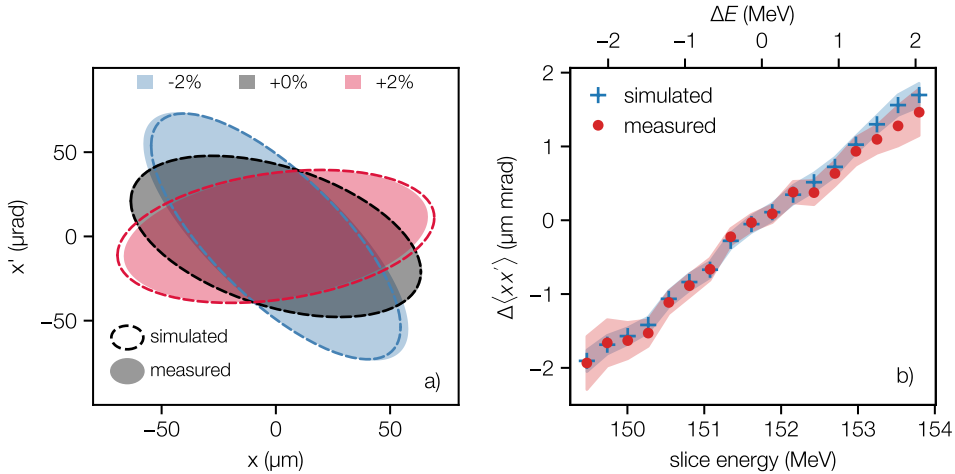 -2% +0% +2%
50
0
−50
x' (µrad)
simulated
measured
a)
−50 0 50
x (µm)
ΔE (MeV)
−2 −1 0 1 2
simulated
measured
2
1
0
−1
−2
Δ⟨xx′⟩ (µm mrad)
b)
150 151 152 153 154
slice energy (MeV)